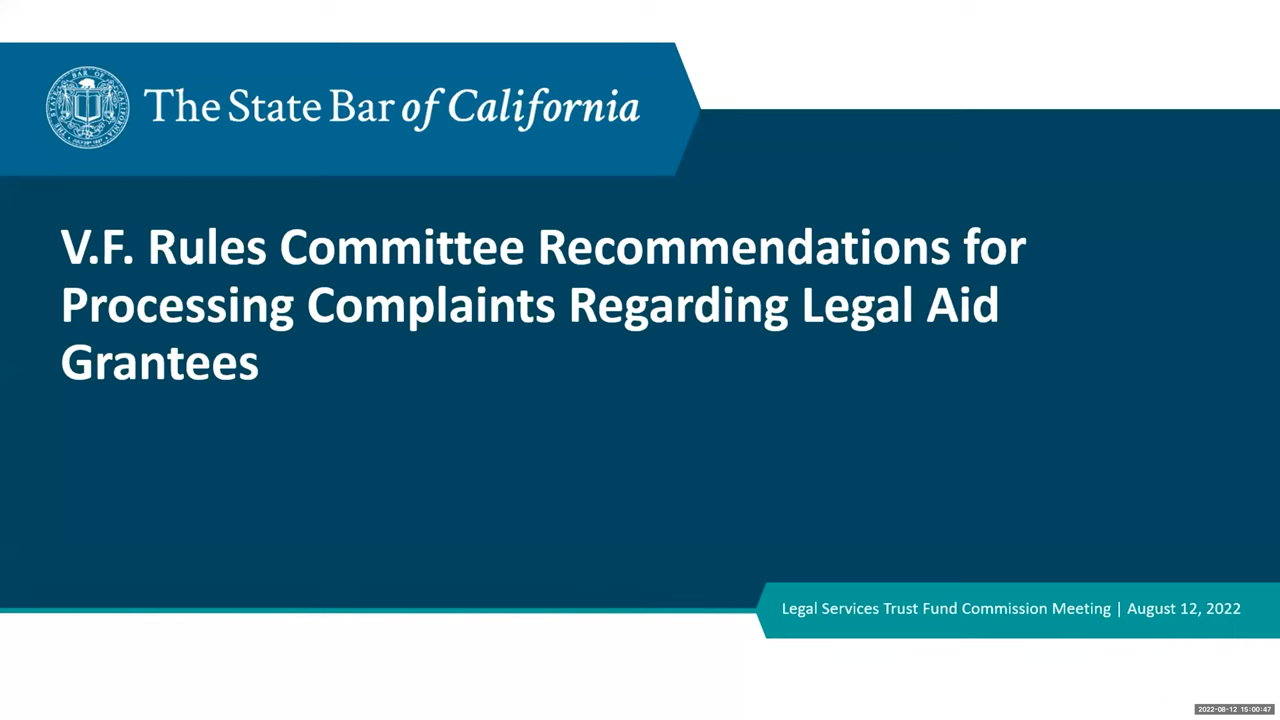 The State Bar of California
V.F. Rules Committee Recommendations for
Processing Complaints Regarding Legal Aid
Grantees
Legal Services Trust Fund Commission Meeting | August 12, 2022
2022-08-12 15:00:47